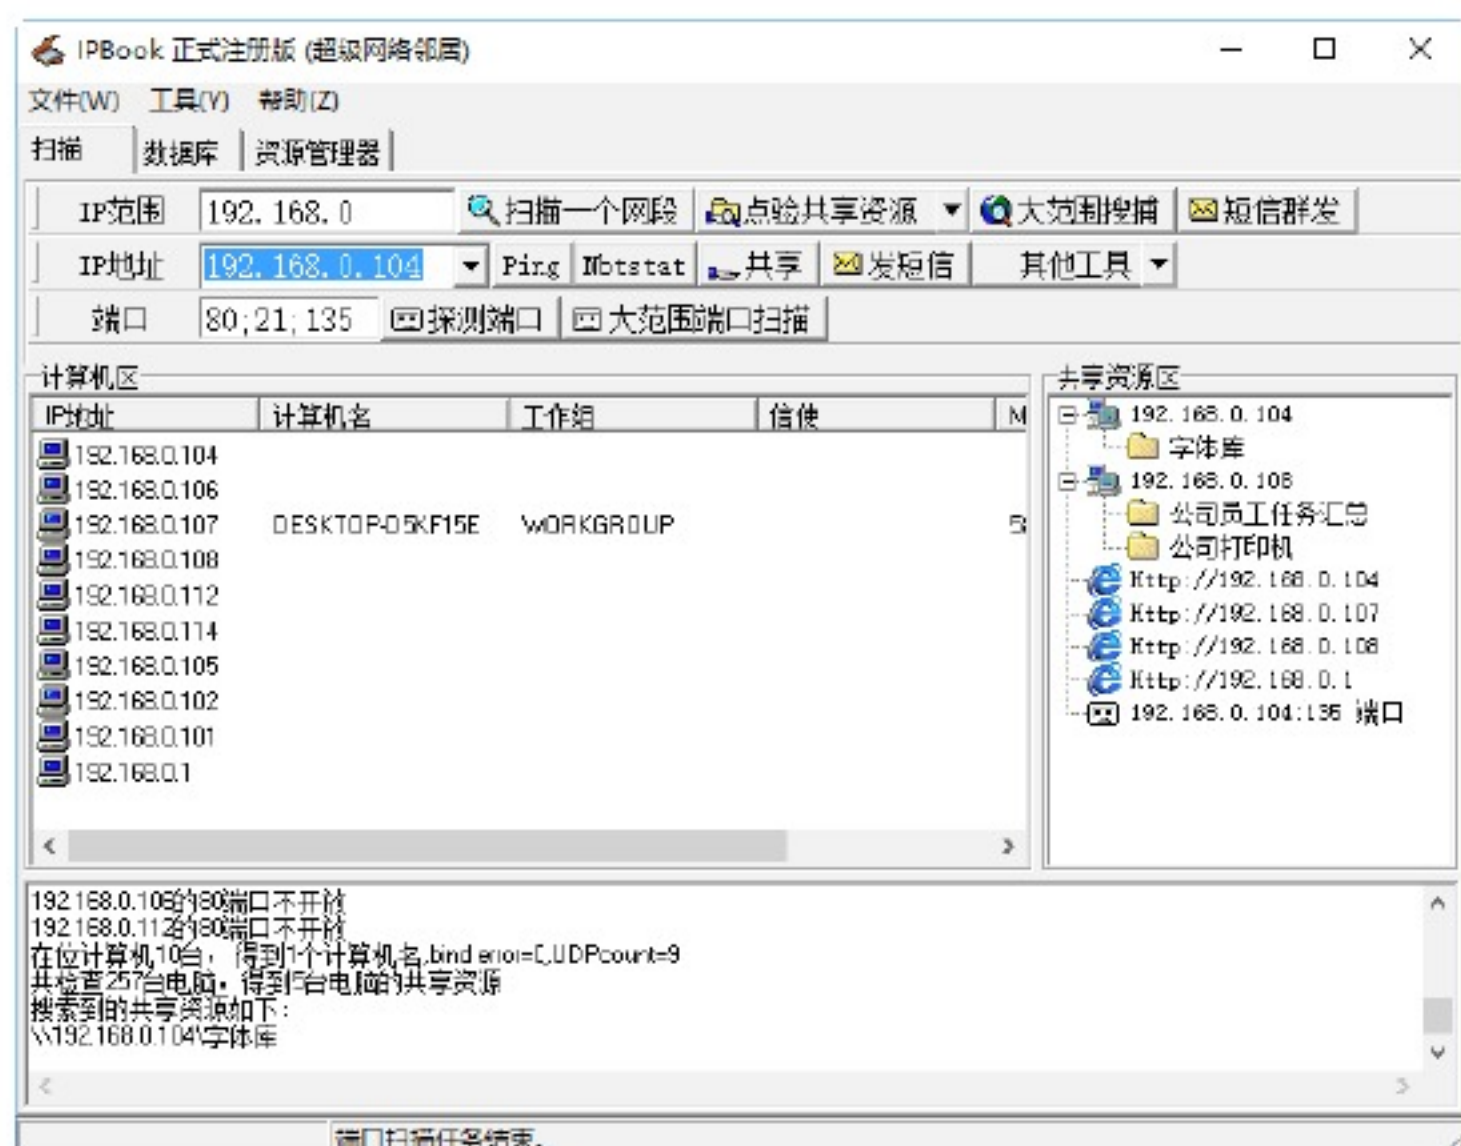 IPBook 正式注册版 (超级网络邻居)
文件(W) 工具(Y) 帮助(Z)
扫描 数据库 资源管理器
IP范围 192.168.0 扫描一个网段 点验共享资源 大范围搜捕 短信群发
IP地址 192.168.0.104 Ping Nbtstat 共享 发短信 其他工具
端口 80;21;135 探测端口 大范围端口扫描
计算机区
IP地址 计算机名 工作组 信使 M
192.168.0.104
192.168.0.106
192.168.0.107 DESKTOP-O5KF15E WORKGROUP
192.168.0.108
192.168.0.112
192.168.0.114
192.168.0.105
192.168.0.102
192.168.0.101
192.168.0.1
共享资源区
192.168.0.104
字体库
192.168.0.108
公司员工任务汇总
公司打印机
Http://192.168.0.104
Http://192.168.0.107
Http://192.168.0.108
Http://192.168.0.1
192.168.0.104:135 端口
192.168.0.106的80端口不开放
192.168.0.112的80端口不开放
在位计算机10台, 得到1个计算机名,bind error=0,UDPcount=9
共检查257台电脑, 得到5台电脑的共享资源
搜索到的共享资源如下:
\\192.168.0.104\字体库
端口扫描任务结束.